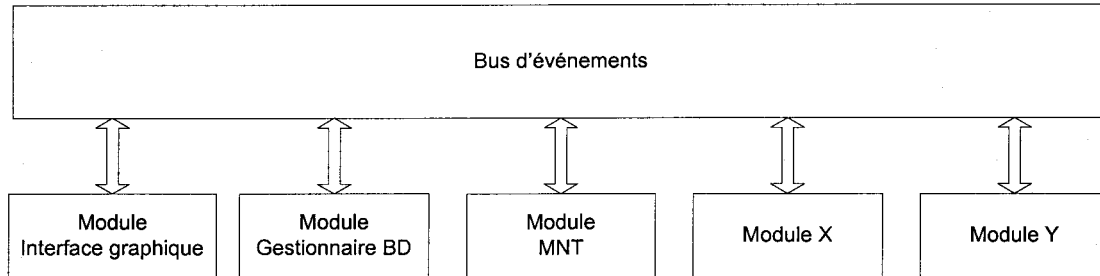 Bus d'événements
Module
Interface graphique
Module
Gestionnaire BD
Module
MNT
Module X
Module Y